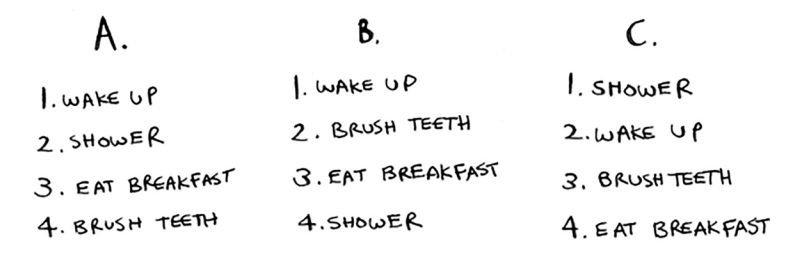 A.
1. WAKE UP
2. SHOWER
3. EAT BREAKFAST
4. BRUSH TEETH
B.
1. WAKE UP
2. BRUSH TEETH
3. EAT BREAKFAST
4. SHOWER
C.
1. SHOWER
2. WAKE UP
3. BRUSH TEETH
4. EAT BREAKFAST